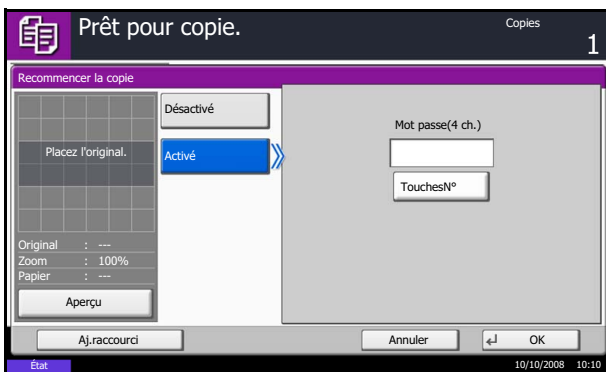 Prêt pour copie.
Copies
1
Recommencer la copie
Placez l'original.
Original : ---
Zoom : 100%
Papier : ---
Aperçu
Désactivé
Activé
Mot passe(4 ch.)
TouchesN°
Aj.raccourci
Annuler
OK
État
10/10/2008 10:10